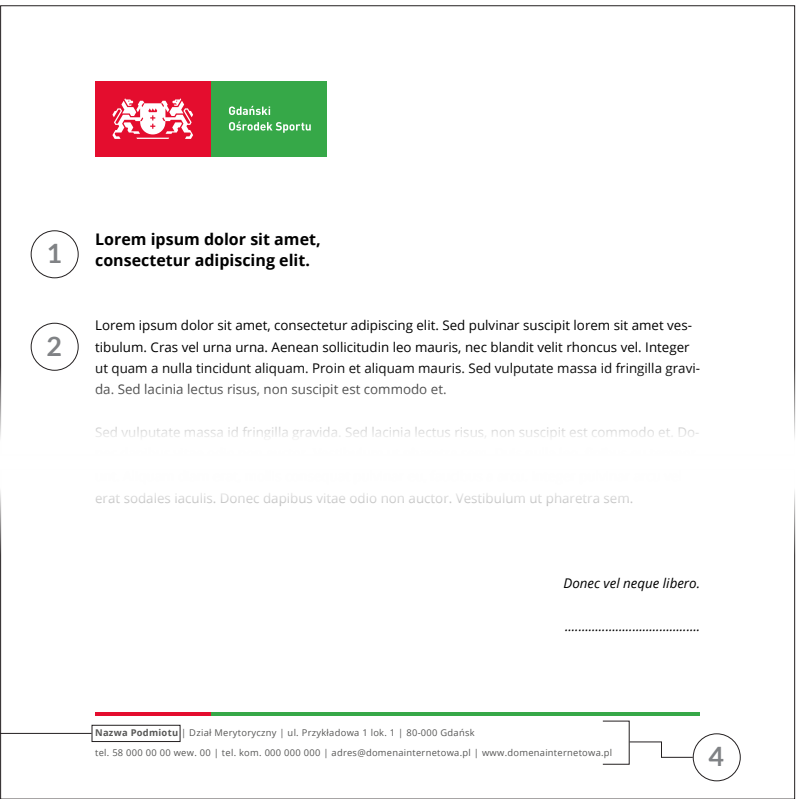 Gdański
Ośrodek Sportu
1
Lorem ipsum dolor sit amet,
consectetur adipiscing elit.
2
Lorem ipsum dolor sit amet, consectetur adipiscing elit. Sed pulvinar suscipit lorem sit amet ves-
tibulum. Cras vel urna urna. Aenean sollicitudin leo mauris, nec blandit velit rhoncus vel. Integer
ut quam a nulla tincidunt aliquam. Proin et aliquam mauris. Sed vulputate massa id fringilla gravi-
da. Sed lacinia lectus risus, non suscipit est commodo et.
Sed vulputate massa id fringilla gravida. Sed lacinia lectus risus, non suscipit est commodo et. Do-
erat sodales iaculis. Donec dapibus vitae odio non auctor. Vestibulum ut pharetra sem.
Donec vel neque libero.
........................................
Nazwa Podmiotu | Dział Merytoryczny | ul. Przykładowa 1 lok. 1 | 80-000 Gdańsk
tel. 58 000 00 00 wew. 00 | tel. kom. 000 000 000 | adres@domenainternetowa.pl | www.domenainternetowa.pl
4